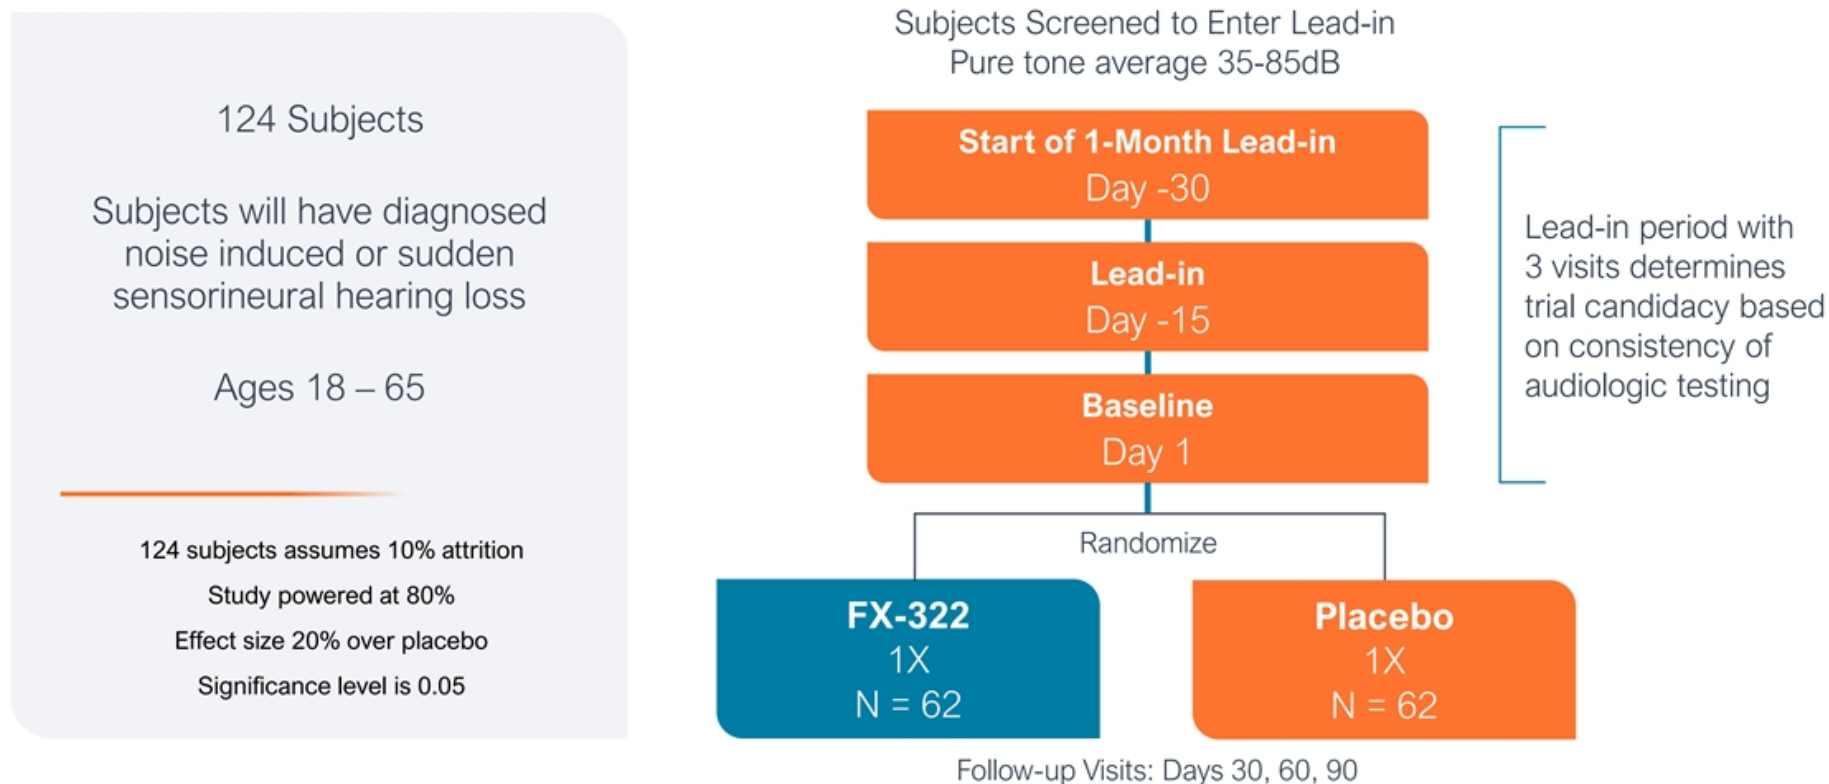 124 Subjects
Subjects will have diagnosed
noise induced or sudden
sensorineural hearing loss
Ages 18 – 65
124 subjects assumes 10% attrition
Study powered at 80%
Effect size 20% over placebo
Significance level is 0.05
Subjects Screened to Enter Lead-in
Pure tone average 35-85dB
Start of 1-Month Lead-in
Day -30
Lead-in
Day -15
Baseline
Day 1
Lead-in period with
3 visits determines
trial candidacy based
on consistency of
audiologic testing
Randomize
FX-322
1X
N = 62
Placebo
1X
N = 62
Follow-up Visits: Days 30, 60, 90